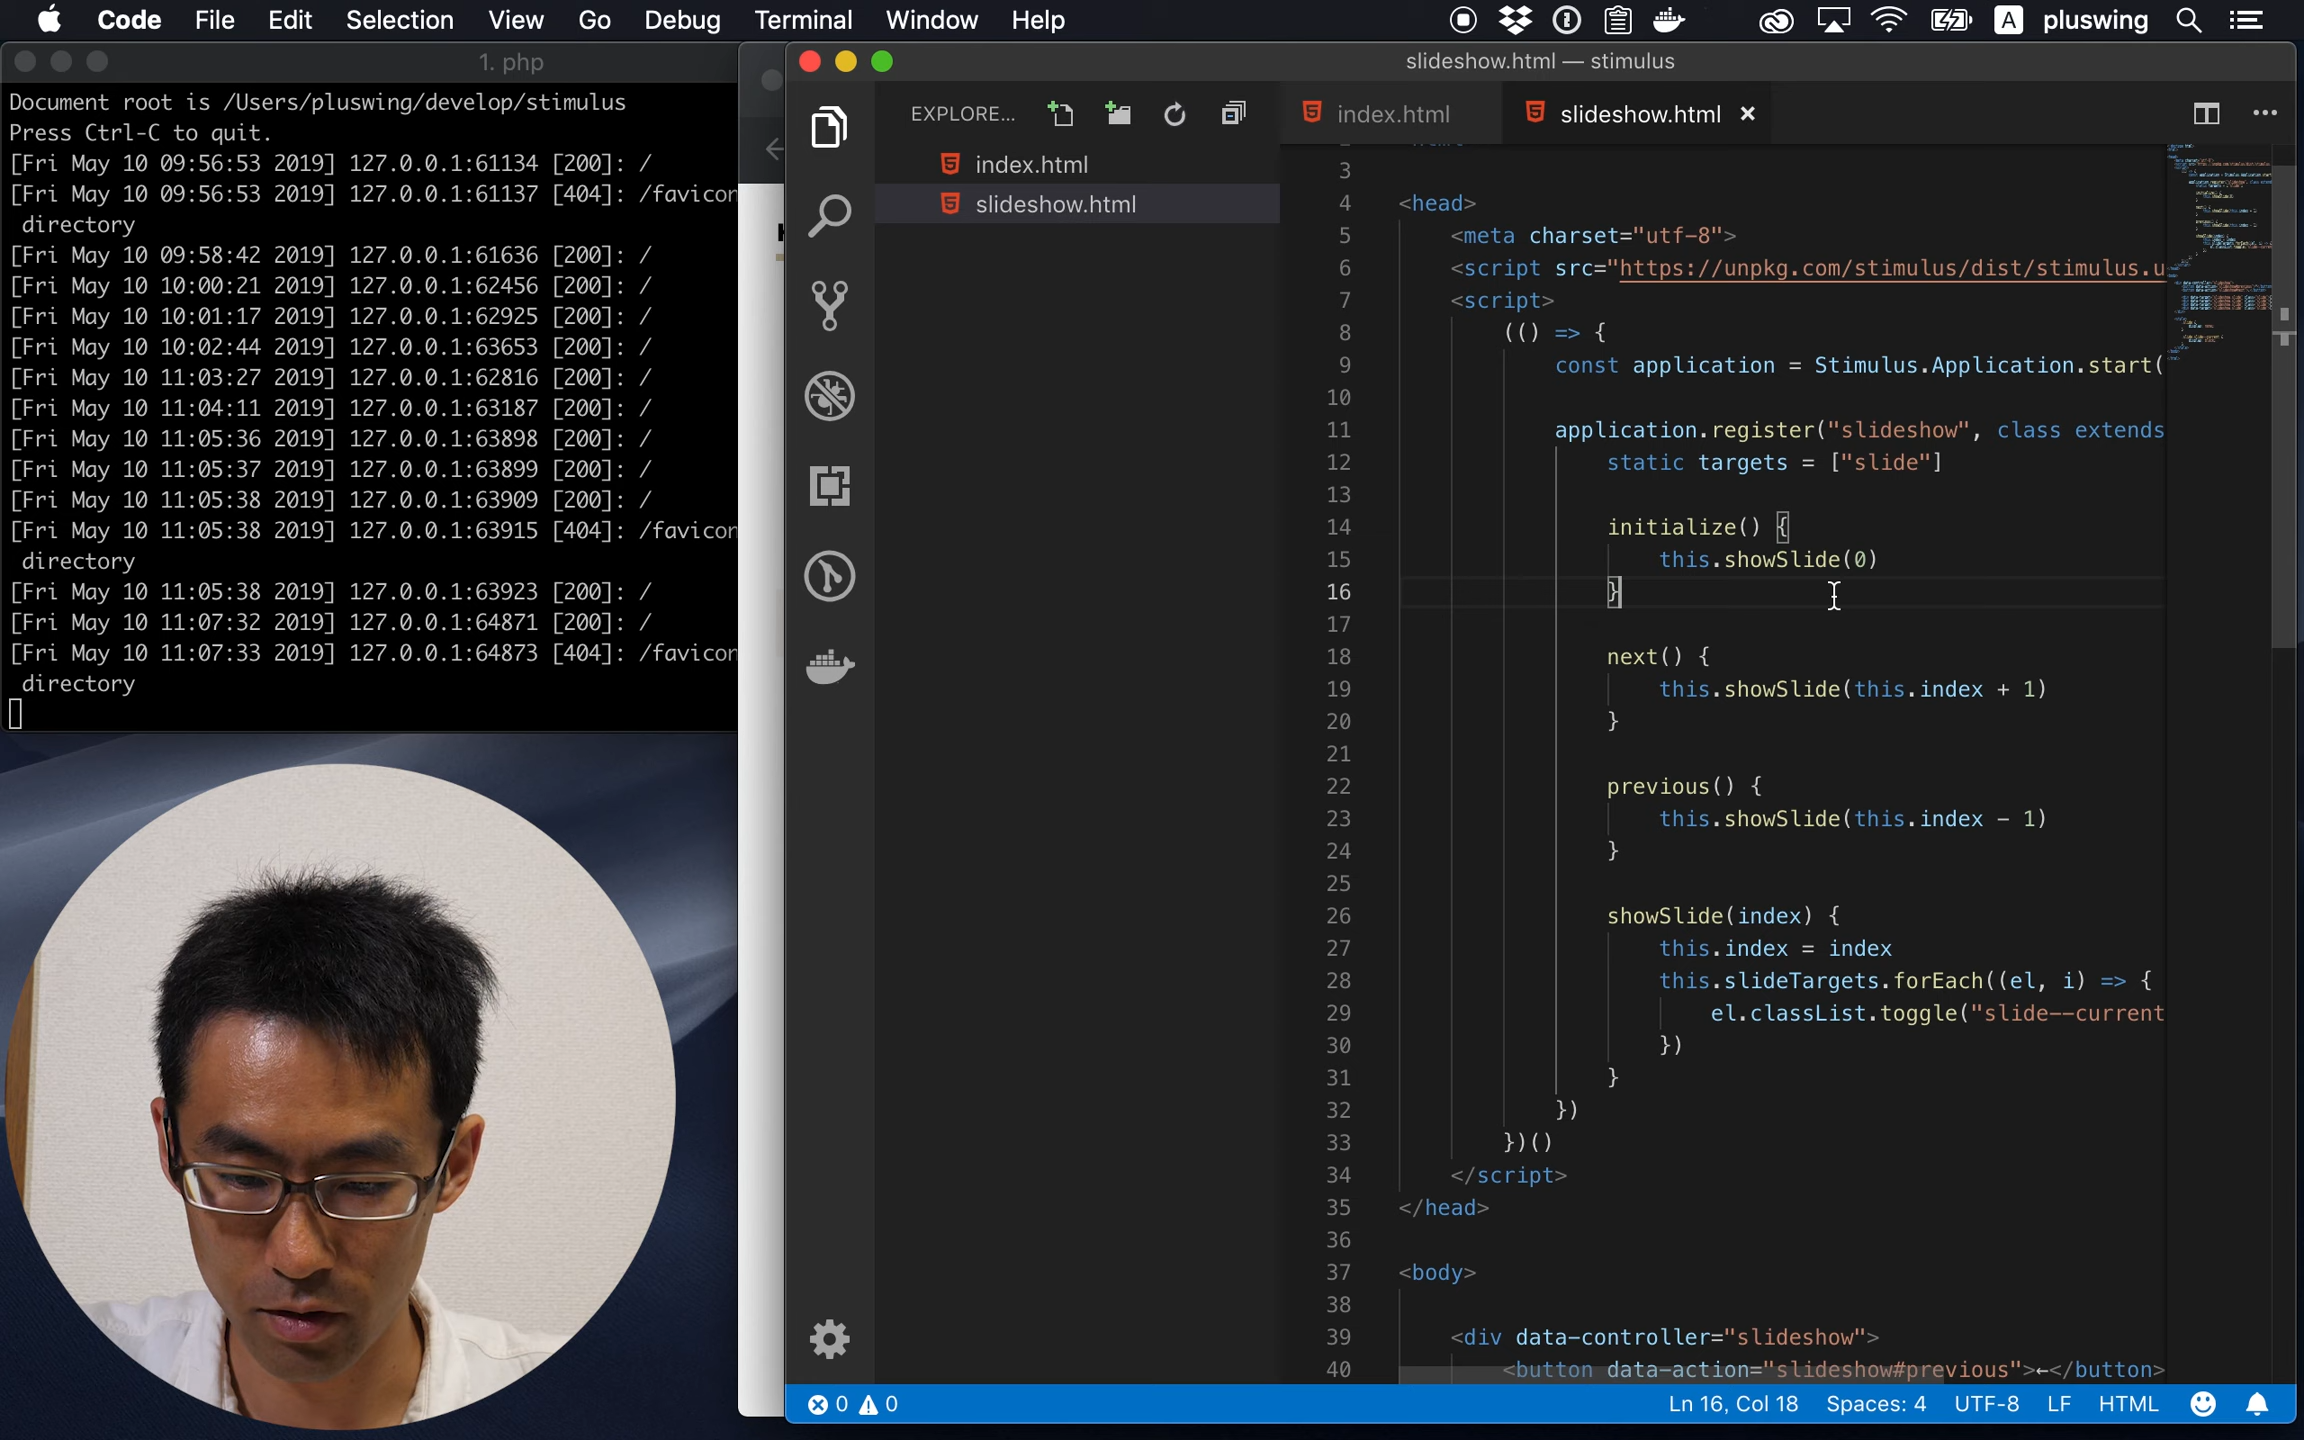 Code File Edit Selection View Go Debug Terminal Window Help A pluswing
1. php
Document root is /Users/pluswing/develop/stimulus
Press Ctrl-C to quit.
[Fri May 10 09:56:53 2019] 127.0.0.1:61134 [200]: /
[Fri May 10 09:56:53 2019] 127.0.0.1:61137 [404]: /favicon
directory
[Fri May 10 09:58:42 2019] 127.0.0.1:61636 [200]: /
[Fri May 10 10:00:21 2019] 127.0.0.1:62456 [200]: /
[Fri May 10 10:01:17 2019] 127.0.0.1:62925 [200]: /
[Fri May 10 10:02:44 2019] 127.0.0.1:63653 [200]: /
[Fri May 10 11:03:27 2019] 127.0.0.1:62816 [200]: /
[Fri May 10 11:04:11 2019] 127.0.0.1:63187 [200]: /
[Fri May 10 11:05:36 2019] 127.0.0.1:63898 [200]: /
[Fri May 10 11:05:37 2019] 127.0.0.1:63899 [200]: /
[Fri May 10 11:05:38 2019] 127.0.0.1:63909 [200]: /
[Fri May 10 11:05:38 2019] 127.0.0.1:63915 [404]: /favicon
directory
[Fri May 10 11:05:38 2019] 127.0.0.1:63923 [200]: /
[Fri May 10 11:07:32 2019] 127.0.0.1:64871 [200]: /
[Fri May 10 11:07:33 2019] 127.0.0.1:64873 [404]: /favicon
directory
slideshow.html — stimulus
EXPLORE...
index.html
slideshow.html
index.html slideshow.html ×
3
4 <head>
5 <meta charset="utf-8">
6 <script src="https://unpkg.com/stimulus/dist/stimulus.u
7 <script>
8 (() => {
9 const application = Stimulus.Application.start(
10
11 application.register("slideshow", class extends
12 static targets = ["slide"]
13
14 initialize() {
15 this.showSlide(0)
16 }
17
18 next() {
19 this.showSlide(this.index + 1)
20 }
21
22 previous() {
23 this.showSlide(this.index - 1)
24 }
25
26 showSlide(index) {
27 this.index = index
28 this.slideTargets.forEach((el, i) => {
29 el.classList.toggle("slide--current
30 })
31 }
32 })
33 })()
34 </script>
35 </head>
36
37 <body>
38
39 <div data-controller="slideshow">
40 <button data-action="slideshow#previous">←</button>
0 0 Ln 16, Col 18 Spaces: 4 UTF-8 LF HTML